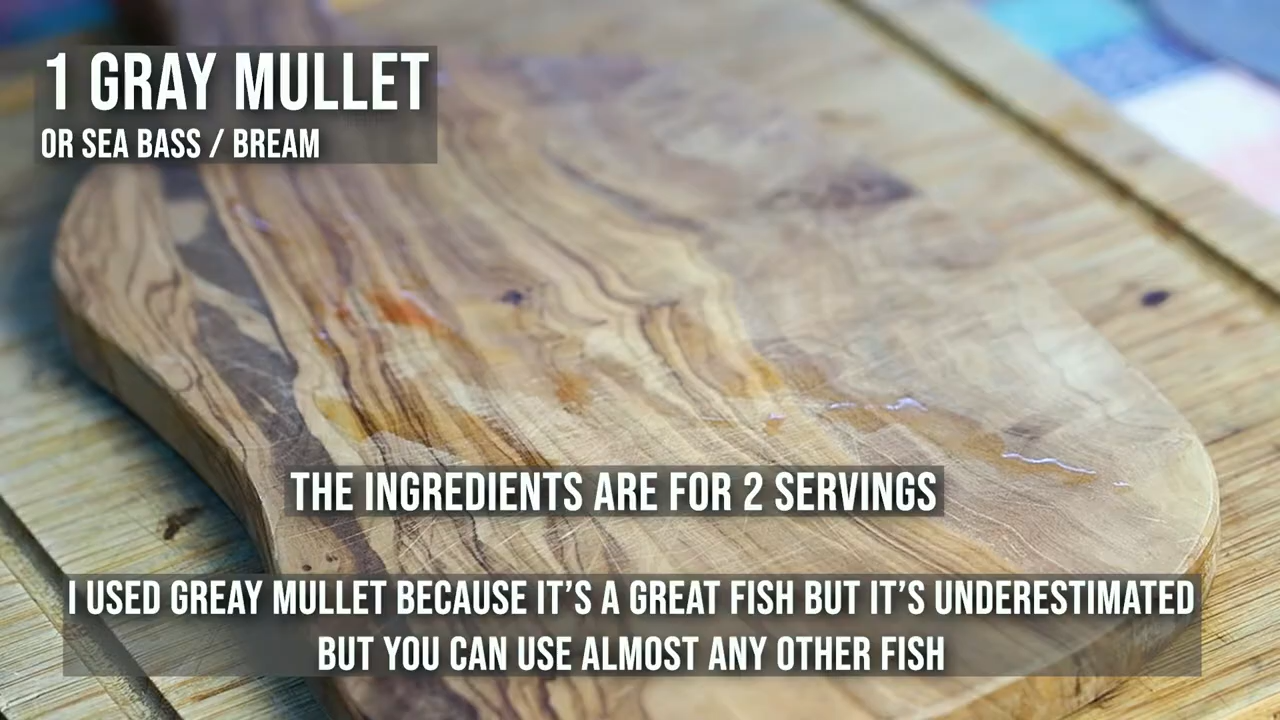 1 GRAY MULLET
OR SEA BASS / BREAM
THE INGREDIENTS ARE FOR 2 SERVINGS
I USED GREAY MULLET BECAUSE IT'S A GREAT FISH BUT IT'S UNDERESTIMATED
BUT YOU CAN USE ALMOST ANY OTHER FISH